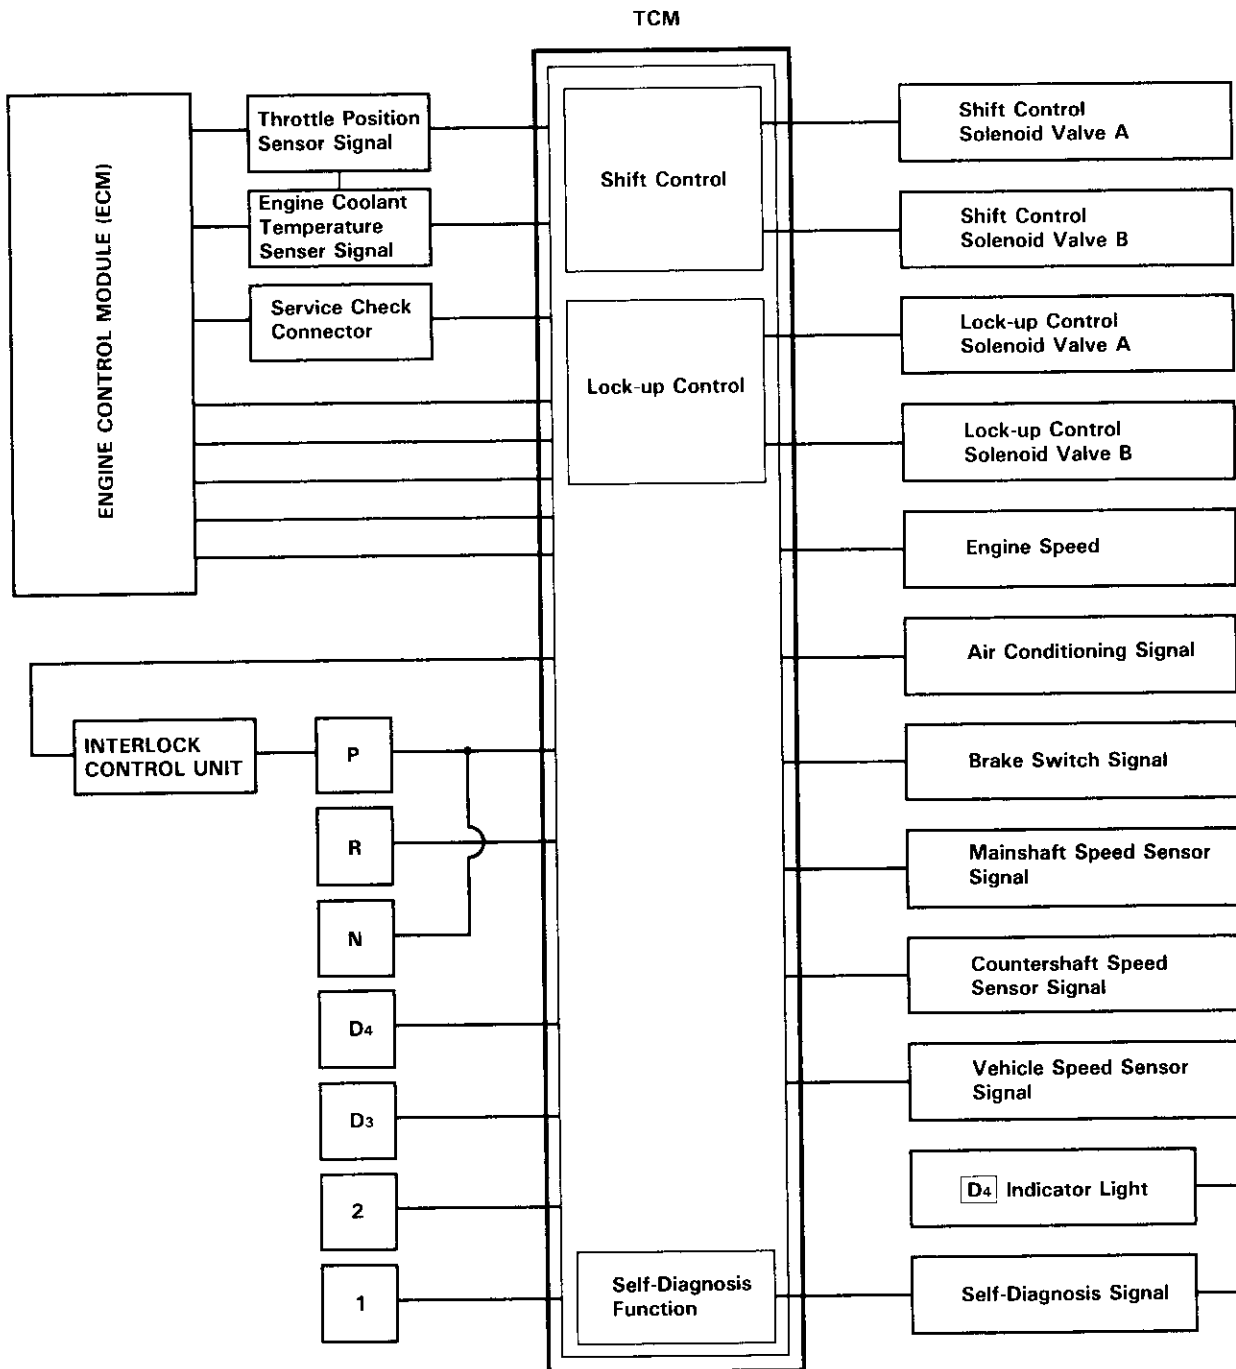 TCM
ENGINE CONTROL MODULE (ECM)
Throttle Position
Sensor Signal
Engine Coolant
Temperature
Senser Signal
Service Check
Connector
INTERLOCK
CONTROL UNIT
P
R
N
D4
D3
2
1
Shift Control
Lock-up Control
Self-Diagnosis
Function
Shift Control
Solenoid Valve A
Shift Control
Solenoid Valve B
Lock-up Control
Solenoid Valve A
Lock-up Control
Solenoid Valve B
Engine Speed
Air Conditioning Signal
Brake Switch Signal
Mainshaft Speed Sensor
Signal
Countershaft Speed
Sensor Signal
Vehicle Speed Sensor
Signal
D4 Indicator Light
Self-Diagnosis Signal